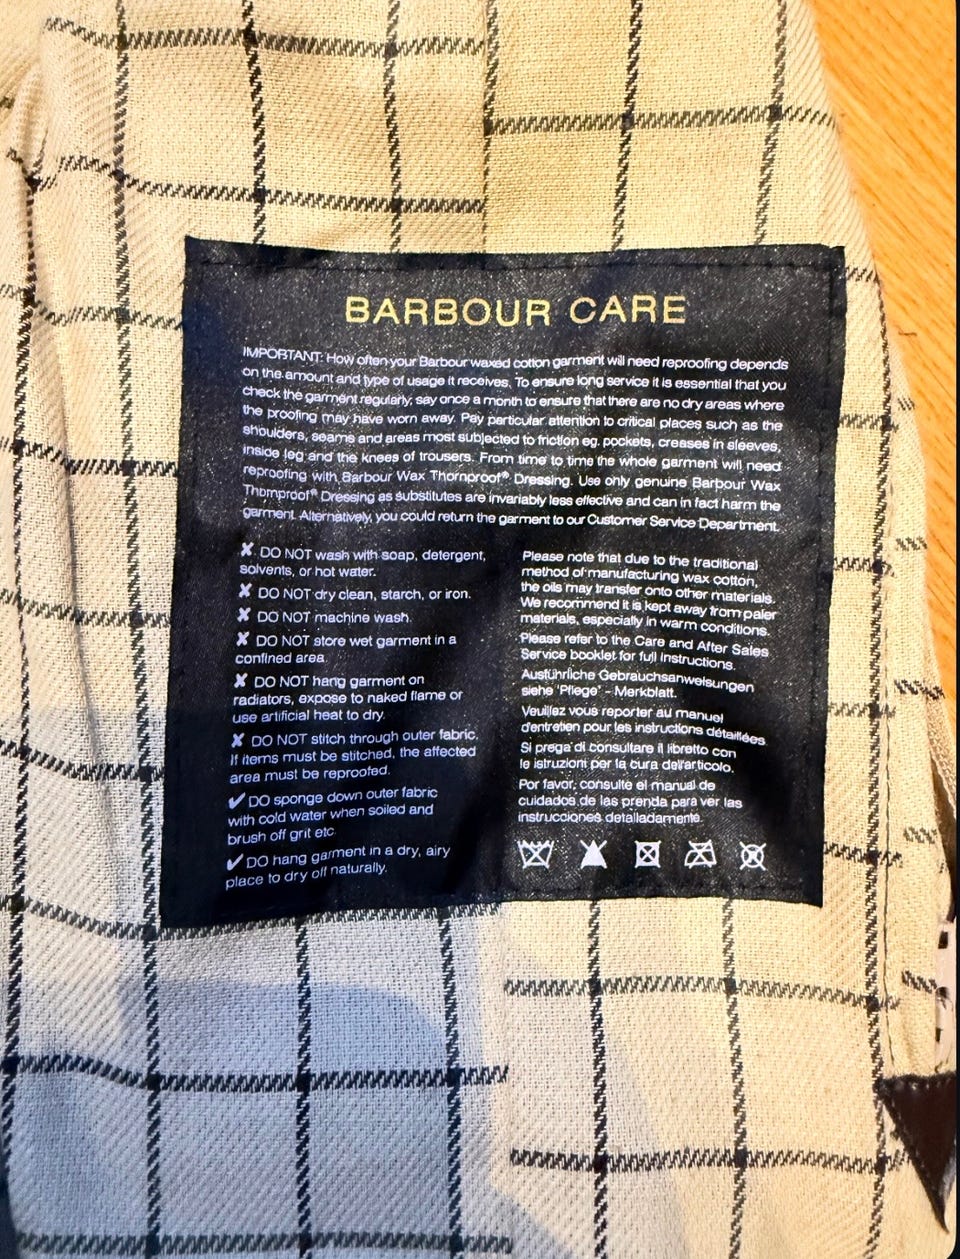 BARBOUR CARE
IMPORTANT: How often your Barbour waxed cotton garment will need reproofing depends
on the amount and type of usage it receives. To ensure long service it is essential that you
check the garment regularly; say once a month to ensure that there are no dry areas where
the proofing may have worn away. Pay particular attention to critical places such as the
shoulders, seams and areas most subjected to friction eg. pockets, creases in sleeves,
inside leg and the knees of trousers. From time to time the whole garment will need
reproofing with Barbour Wax Thornproof® Dressing. Use only genuine Barbour Wax
Thornproof® Dressing as substitutes are invariably less effective and can in fact harm the
garment. Alternatively, you could return the garment to our Customer Service Department.
✘ DO NOT wash with soap, detergent,
solvents, or hot water.
✘ DO NOT dry clean, starch, or iron.
✘ DO NOT machine wash.
✘ DO NOT store wet garment in a
confined area.
✘ DO NOT hang garment on
radiators, expose to naked flame or
use artificial heat to dry.
✘ DO NOT stitch through outer fabric.
If items must be stitched, the affected
area must be reproofed.
✔ DO sponge down outer fabric
with cold water when soiled and
brush off grit etc.
✔ DO hang garment in a dry, airy
place to dry off naturally.
Please note that due to the traditional
method of manufacturing wax cotton,
the oils may transfer onto other materials.
We recommend it is kept away from paler
materials, especially in warm conditions.
Please refer to the Care and After Sales
Service booklet for full instructions.
Ausführliche Gebrauchsanweisungen
siehe 'Pflege' - Merkblatt.
Veuillez vous reporter au manuel
d'entretien pour les instructions détaillées.
Si prega di consultare il libretto con
le istruzioni per la cura dell'articolo.
Por favor, consulte el manual de
cuidados de las prenda para ver las
instrucciones detalladamente.